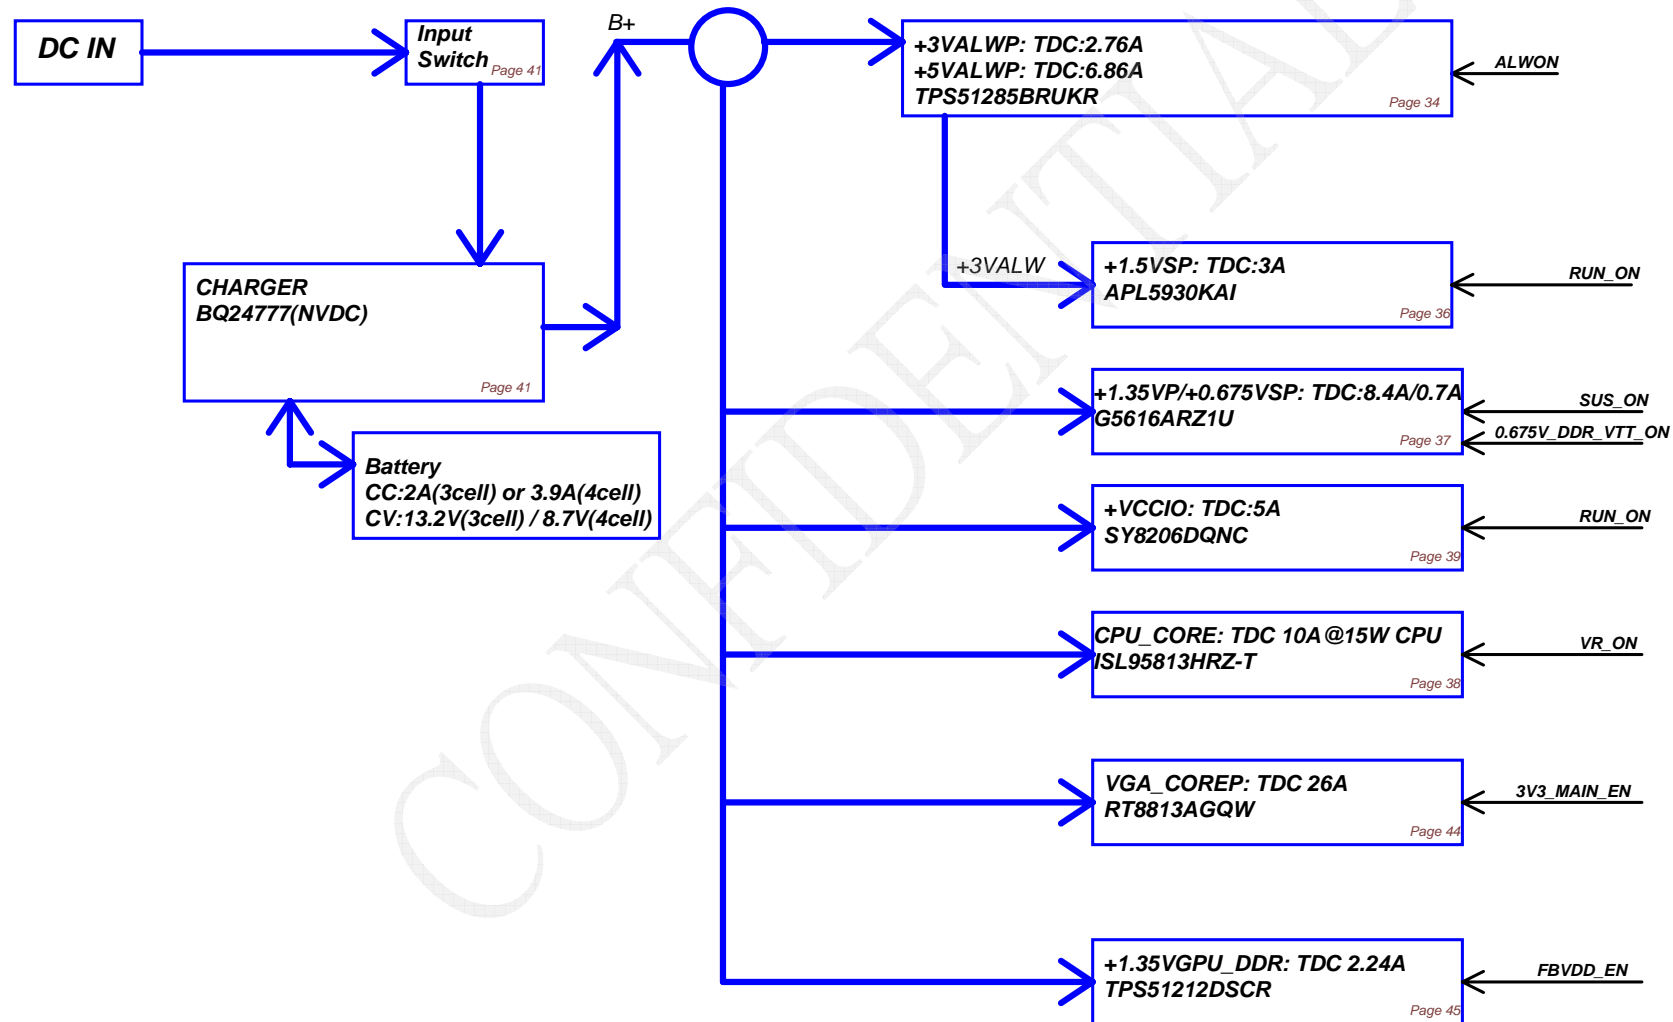 DC IN
Input
Switch
Page 41
B+
+3VALWP: TDC:2.76A
+5VALWP: TDC:6.86A
TPS51285BRUKR
Page 34
ALWON
CHARGER
BQ24777(NVDC)
Page 41
+3VALW
+1.5VSP: TDC:3A
APL5930KAI
Page 36
RUN_ON
Battery
CC:2A(3cell) or 3.9A(4cell)
CV:13.2V(3cell) / 8.7V(4cell)
+1.35VP/+0.675VSP: TDC:8.4A/0.7A
G5616ARZ1U
Page 37
SUS_ON
0.675V_DDR_VTT_ON
+VCCIO: TDC:5A
SY8206DQNC
Page 39
RUN_ON
CPU_CORE: TDC 10A@15W CPU
ISL95813HRZ-T
Page 38
VR_ON
VGA_COREP: TDC 26A
RT8813AGQW
Page 44
3V3_MAIN_EN
+1.35VGPU_DDR: TDC 2.24A
TPS51212DSCR
Page 45
FBVDD_EN
CONFIDENTIAL